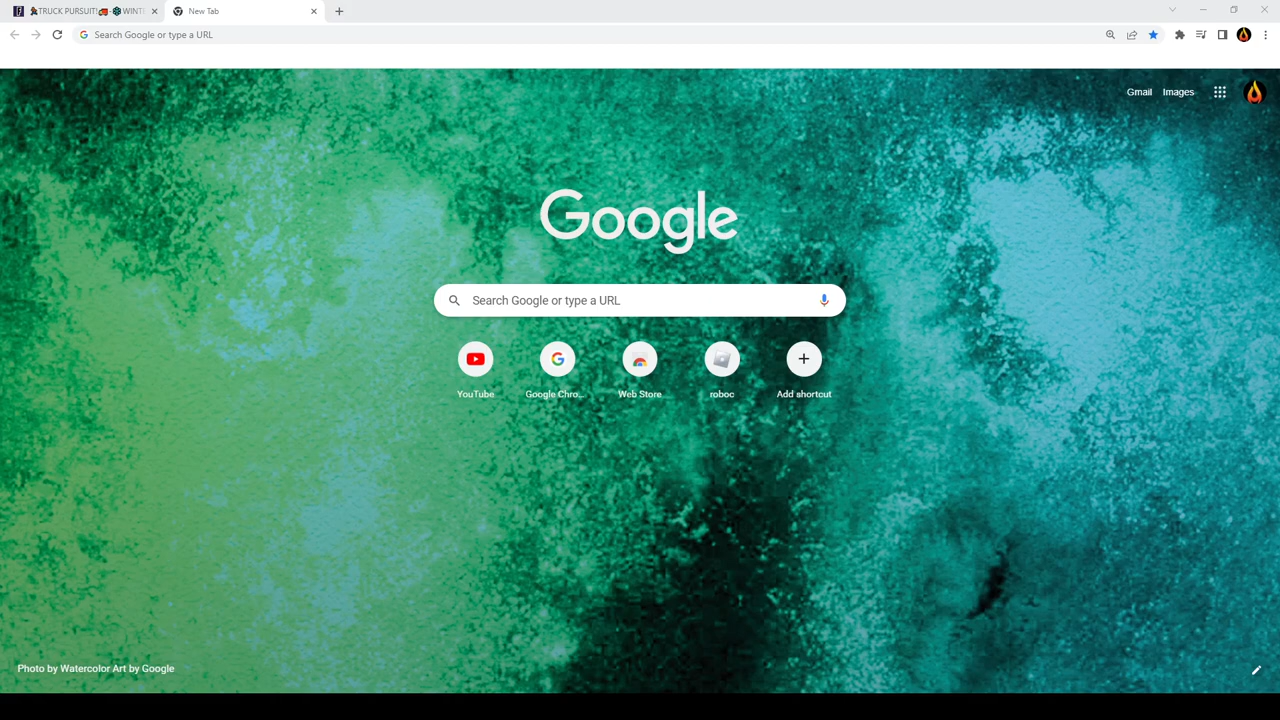 TRUCK PURSUIT!
New Tab
Search Google or type a URL
Gmail Images
Google
Search Google or type a URL
YouTube Google Chro... Web Store roboc Add shortcut
Photo by Watercolor Art by Google